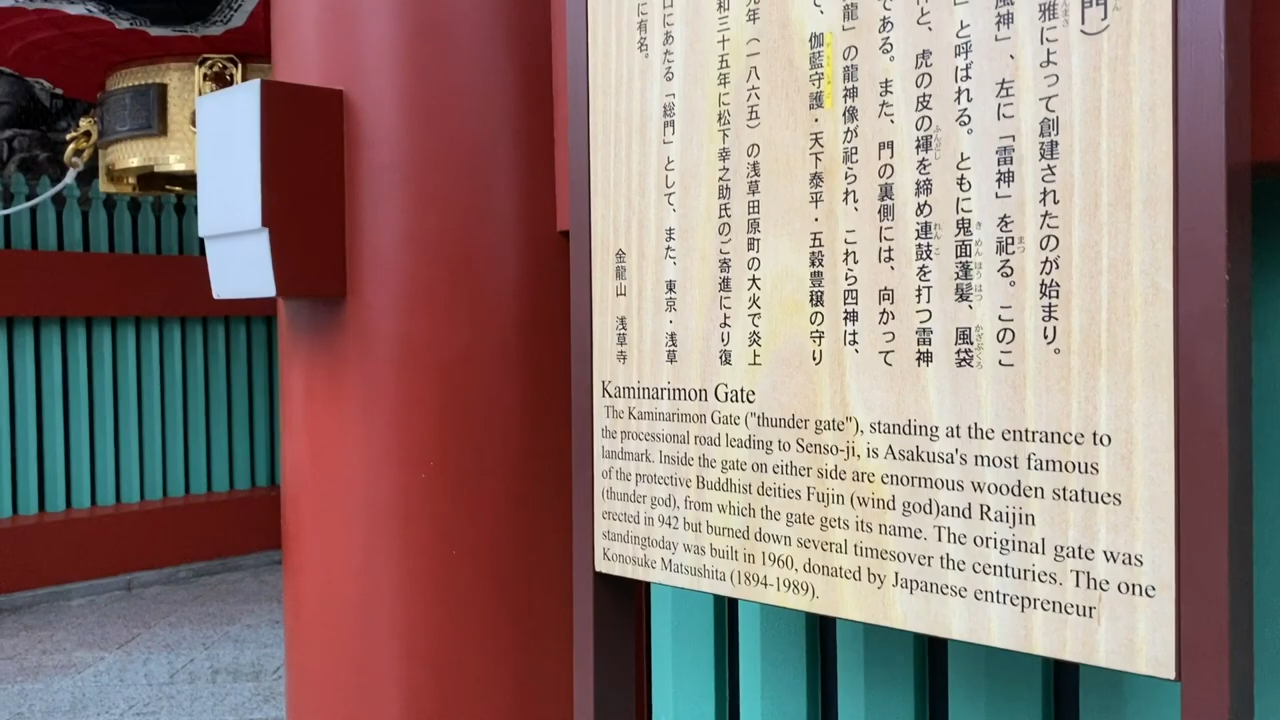 門)
雅によって創建されたのが始まり。
風神」、左に「雷神」を祀る。このこ
」と呼ばれる。ともに鬼面蓬髪、風袋
と、虎の皮の褌を締め連鼓を打つ雷神
である。また、門の裏側には、向かって
龍」の龍神像が祀られ、これら四神は、
て、伽藍守護・天下泰平・五穀豊穣の守り
元年(一八六五)の浅草田原町の大火で炎上
和三十五年に松下幸之助氏のご寄進により復
口にあたる「総門」として、また、東京・浅草
に有名。
金龍山 浅草寺
Kaminarimon Gate
The Kaminarimon Gate ("thunder gate"), standing at the entrance to
the processional road leading to Senso-ji, is Asakusa's most famous
landmark. Inside the gate on either side are enormous wooden statues
of the protective Buddhist deities Fujin (wind god)and Raijin
(thunder god), from which the gate gets its name. The original gate was
erected in 942 but burned down several timesover the centuries. The one
standingtoday was built in 1960, donated by Japanese entrepreneur
Konosuke Matsushita (1894-1989).